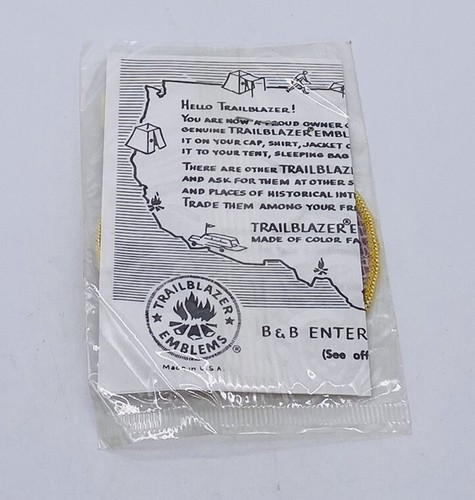 HELLO TRAILBLAZER!
YOU ARE NOW A PROUD OWNER O
GENUINE TRAILBLAZER® EMBL
IT ON YOUR CAP, SHIRT, JACKET O
IT TO YOUR TENT, SLEEPING BAG
THERE ARE OTHER TRAILBLAZ
AND ASK FOR THEM AT OTHER S
AND PLACES OF HISTORICAL INT
TRADE THEM AMONG YOUR FRI
TRAILBLAZER® E
MADE OF COLOR FA
TRAILBLAZER
EMBLEMS®
B & B ENTER
(See off
Made in U.S.A.